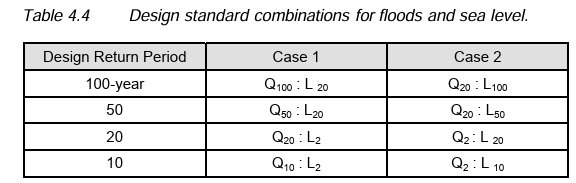 Table 4.4 Design standard combinations for floods and sea level.
Design Return Period Case 1 Case 2
100-year Q100 : L 20 Q20 : L100
50 Q50 : L20 Q20 : L50
20 Q20 : L2 Q2 : L 20
10 Q10 : L2 Q2 : L 10